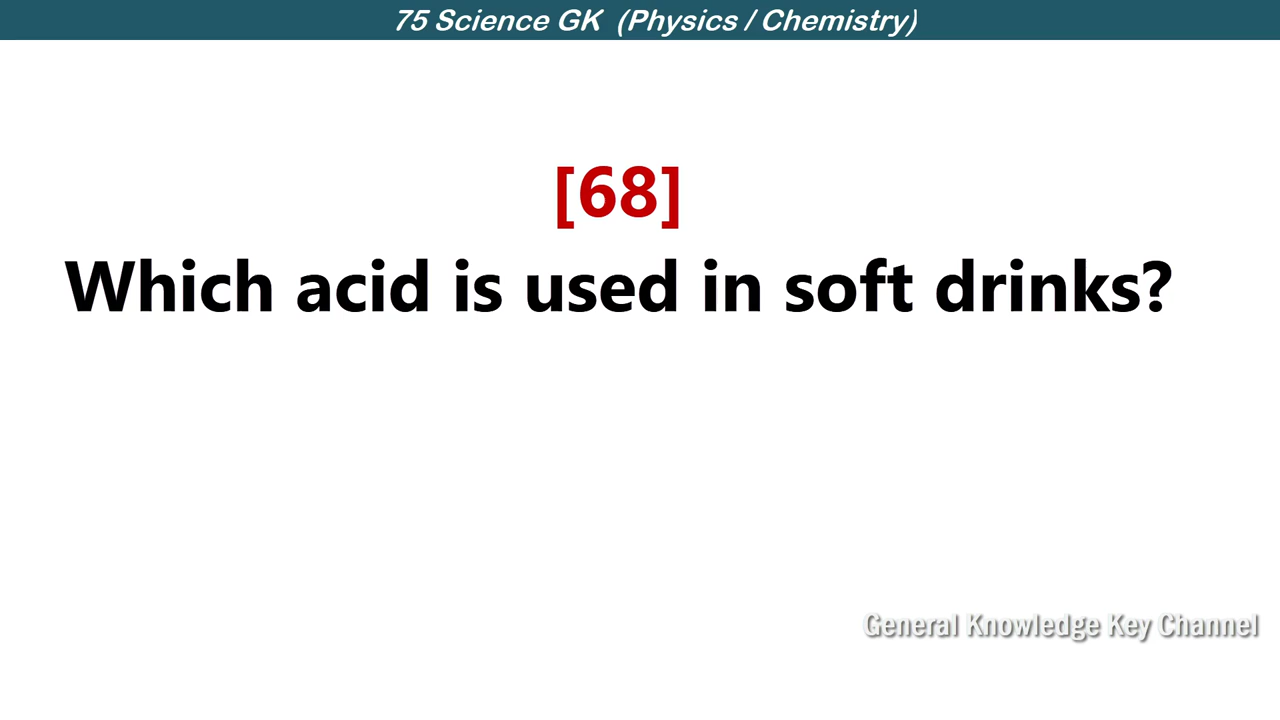 75 Science GK (Physics / Chemistry)
[68]
Which acid is used in soft drinks?
General Knowledge Key Channel